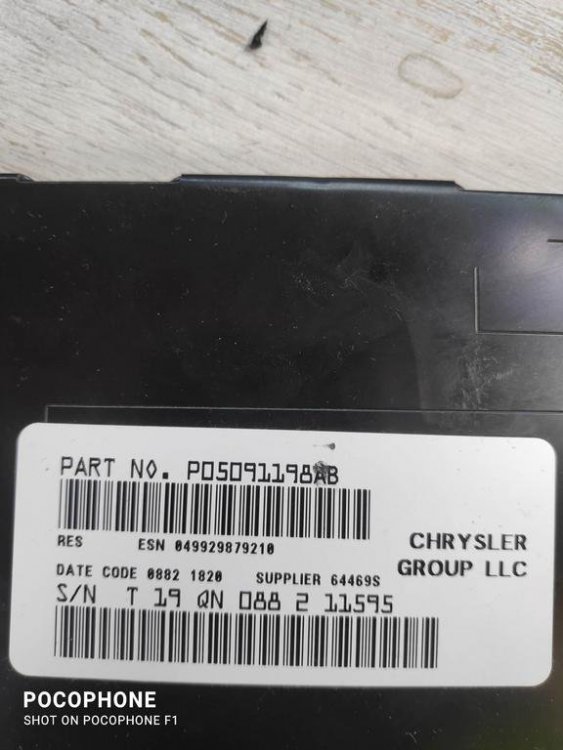 PART NO. P05091198AB
RES ESN 049929879210
CHRYSLER
GROUP LLC
DATE CODE 0882 1820 SUPPLIER 64469S
S/N T 19 QN 088 2 11595
POCOPHONE
SHOT ON POCOPHONE F1